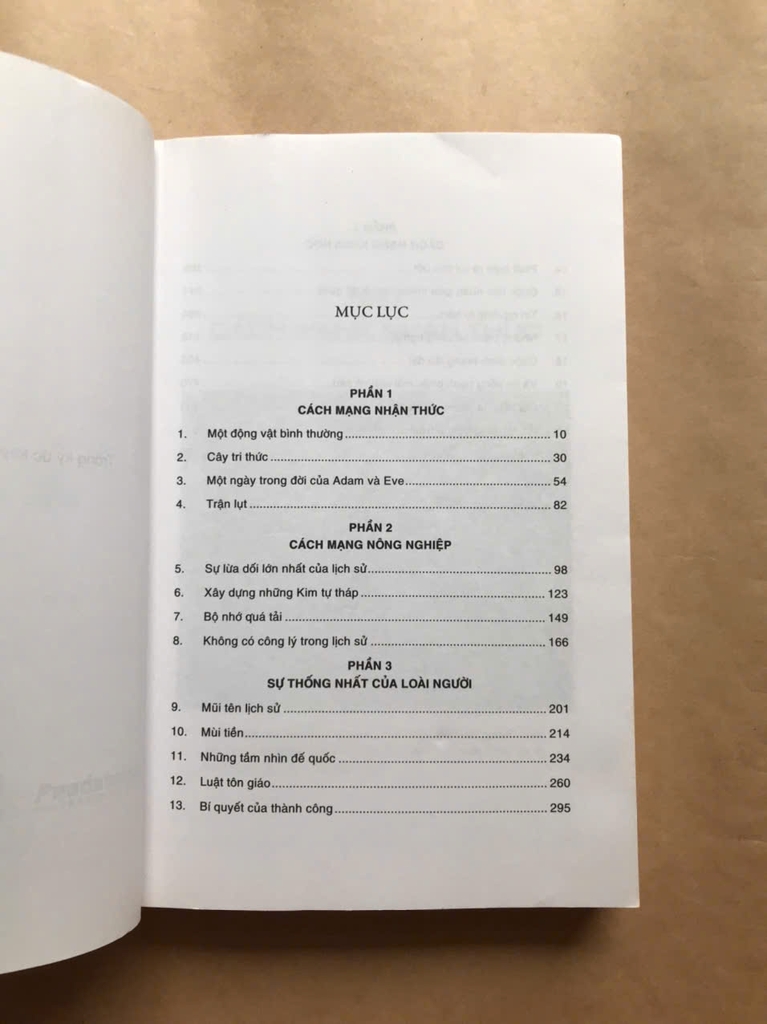 MỤC LỤC
PHẦN 1
CÁCH MẠNG NHẬN THỨC
1. Một động vật bình thường 10
2. Cây tri thức 30
3. Một ngày trong đời của Adam và Eve 54
4. Trận lụt 82
PHẦN 2
CÁCH MẠNG NÔNG NGHIỆP
5. Sự lừa dối lớn nhất của lịch sử 98
6. Xây dựng những Kim tự tháp 123
7. Bộ nhớ quá tải 149
8. Không có công lý trong lịch sử 166
PHẦN 3
SỰ THỐNG NHẤT CỦA LOÀI NGƯỜI
9. Mũi tên lịch sử 201
10. Mùi tiền 214
11. Những tầm nhìn đế quốc 234
12. Luật tôn giáo 260
13. Bí quyết của thành công 295